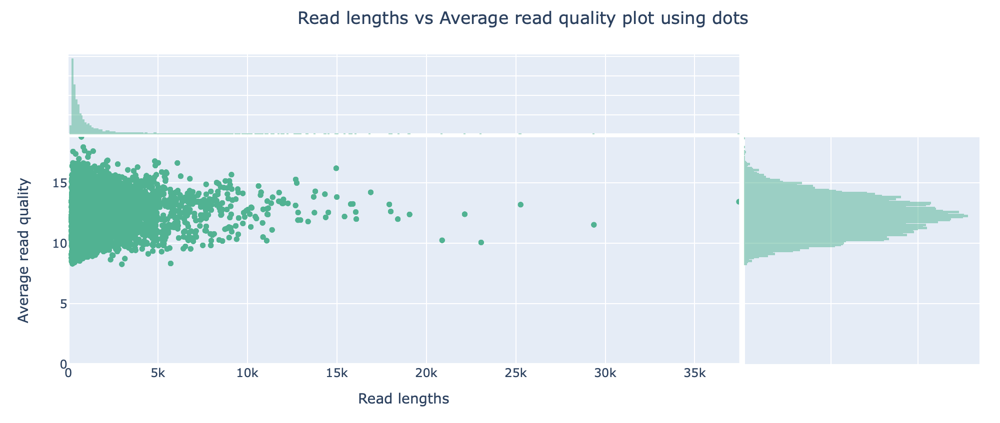 Read lengths vs Average read quality plot using dots
Average read quality
15
10
5
0
0 5k 10k 15k 20k 25k 30k 35k
Read lengths